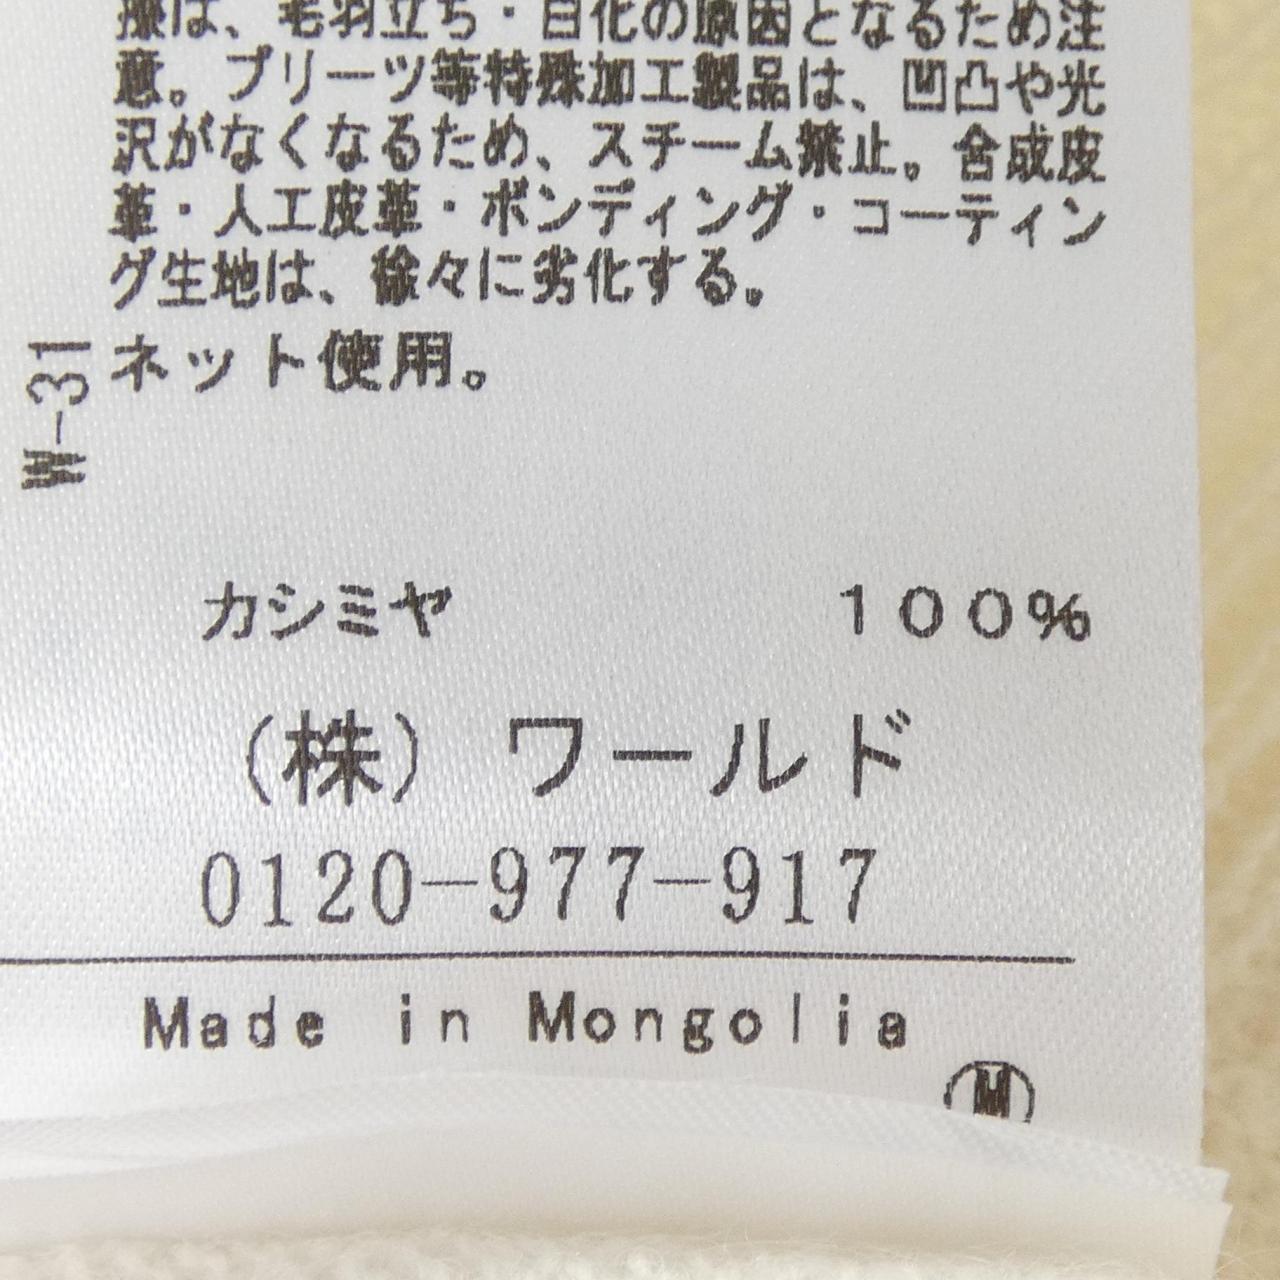 擦は、毛羽立ち・白化の原因となるため注
意。プリーツ等特殊加工製品は、凹凸や光
沢がなくなるため、スチーム禁止。合成皮
革・人工皮革・ボンディング・コーティン
グ生地は、徐々に劣化する。
ネット使用。
W-31
カシミヤ 100%
(株) ワールド
0120-977-917
Made in Mongolia
M